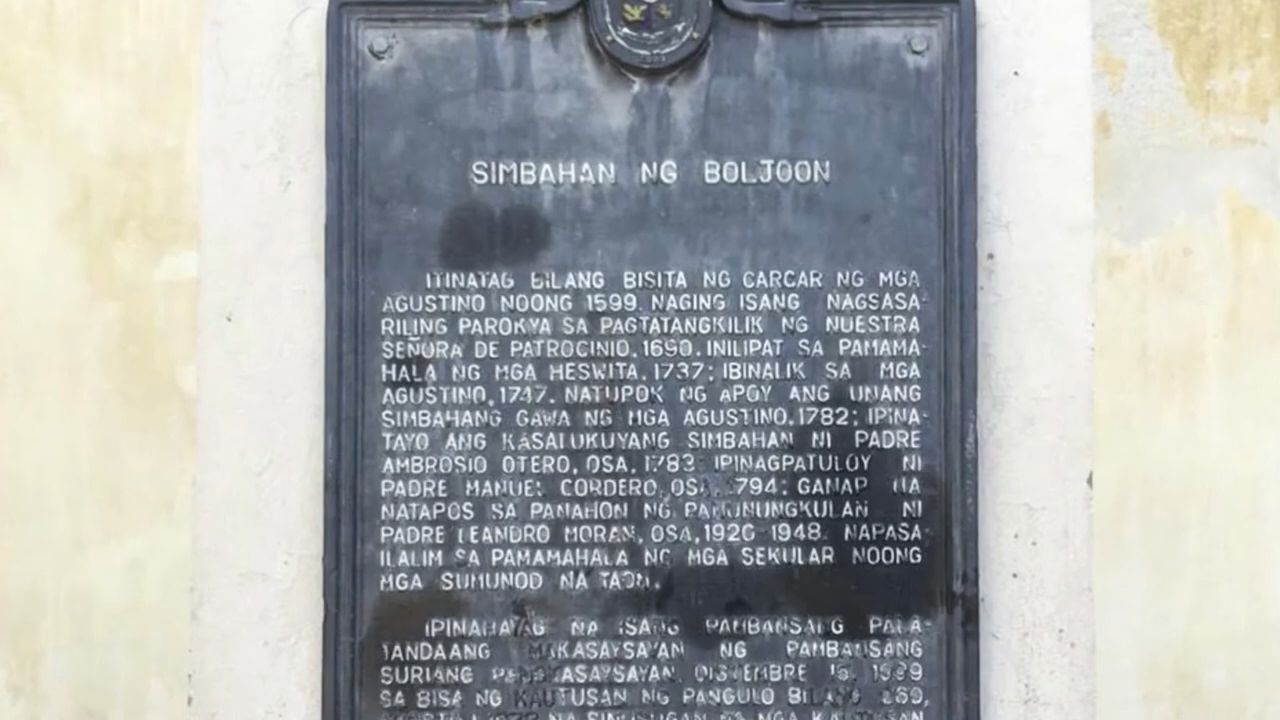 SIMBAHAN NG BOLJOON
ITINATAG BILANG BISITA NG CARCAR NG MGA
AGUSTINO NOONG 1599. NAGING ISANG NAGSASA-
RILING PAROKYA SA PAGTATANGKILIK NG NUESTRA
SEÑORA DE PATROCINIO, 1690. INILIPAT SA PAMAMA-
HALA NG MGA HESWITA, 1737; IBINALIK SA MGA
AGUSTINO, 1747. NATUPOK NG APOY ANG UNANG
SIMBAHANG GAWA NG MGA AGUSTINO, 1782; IPINA-
TAYO ANG KASALUKUYANG SIMBAHAN NI PADRE
AMBROSIO OTERO, OSA, 1783; IPINAGPATULOY NI
PADRE MANUEL CORDERO, OSA, 1794; GANAP NA
NATAPOS SA PANAHON NG PANUNUNGKULAN NI
PADRE LEANDRO MORAN, OSA, 1920-1948. NAPASA
ILALIM SA PAMAMAHALA NG MGA SEKULAR NOONG
MGA SUMUNOD NA TAON.
IPINAHAYAG NA ISANG PAMBANSANG PALA-
TANDAANG MAKASAYSAYAN NG PAMBANSANG
SURIANG PANGKASAYSAYAN, DISYEMBRE 1999
SA BISA NG KAUTUSAN NG PANGULO BILANG 260,
NA SINUSUGAN NG MGA KAUTUSAN